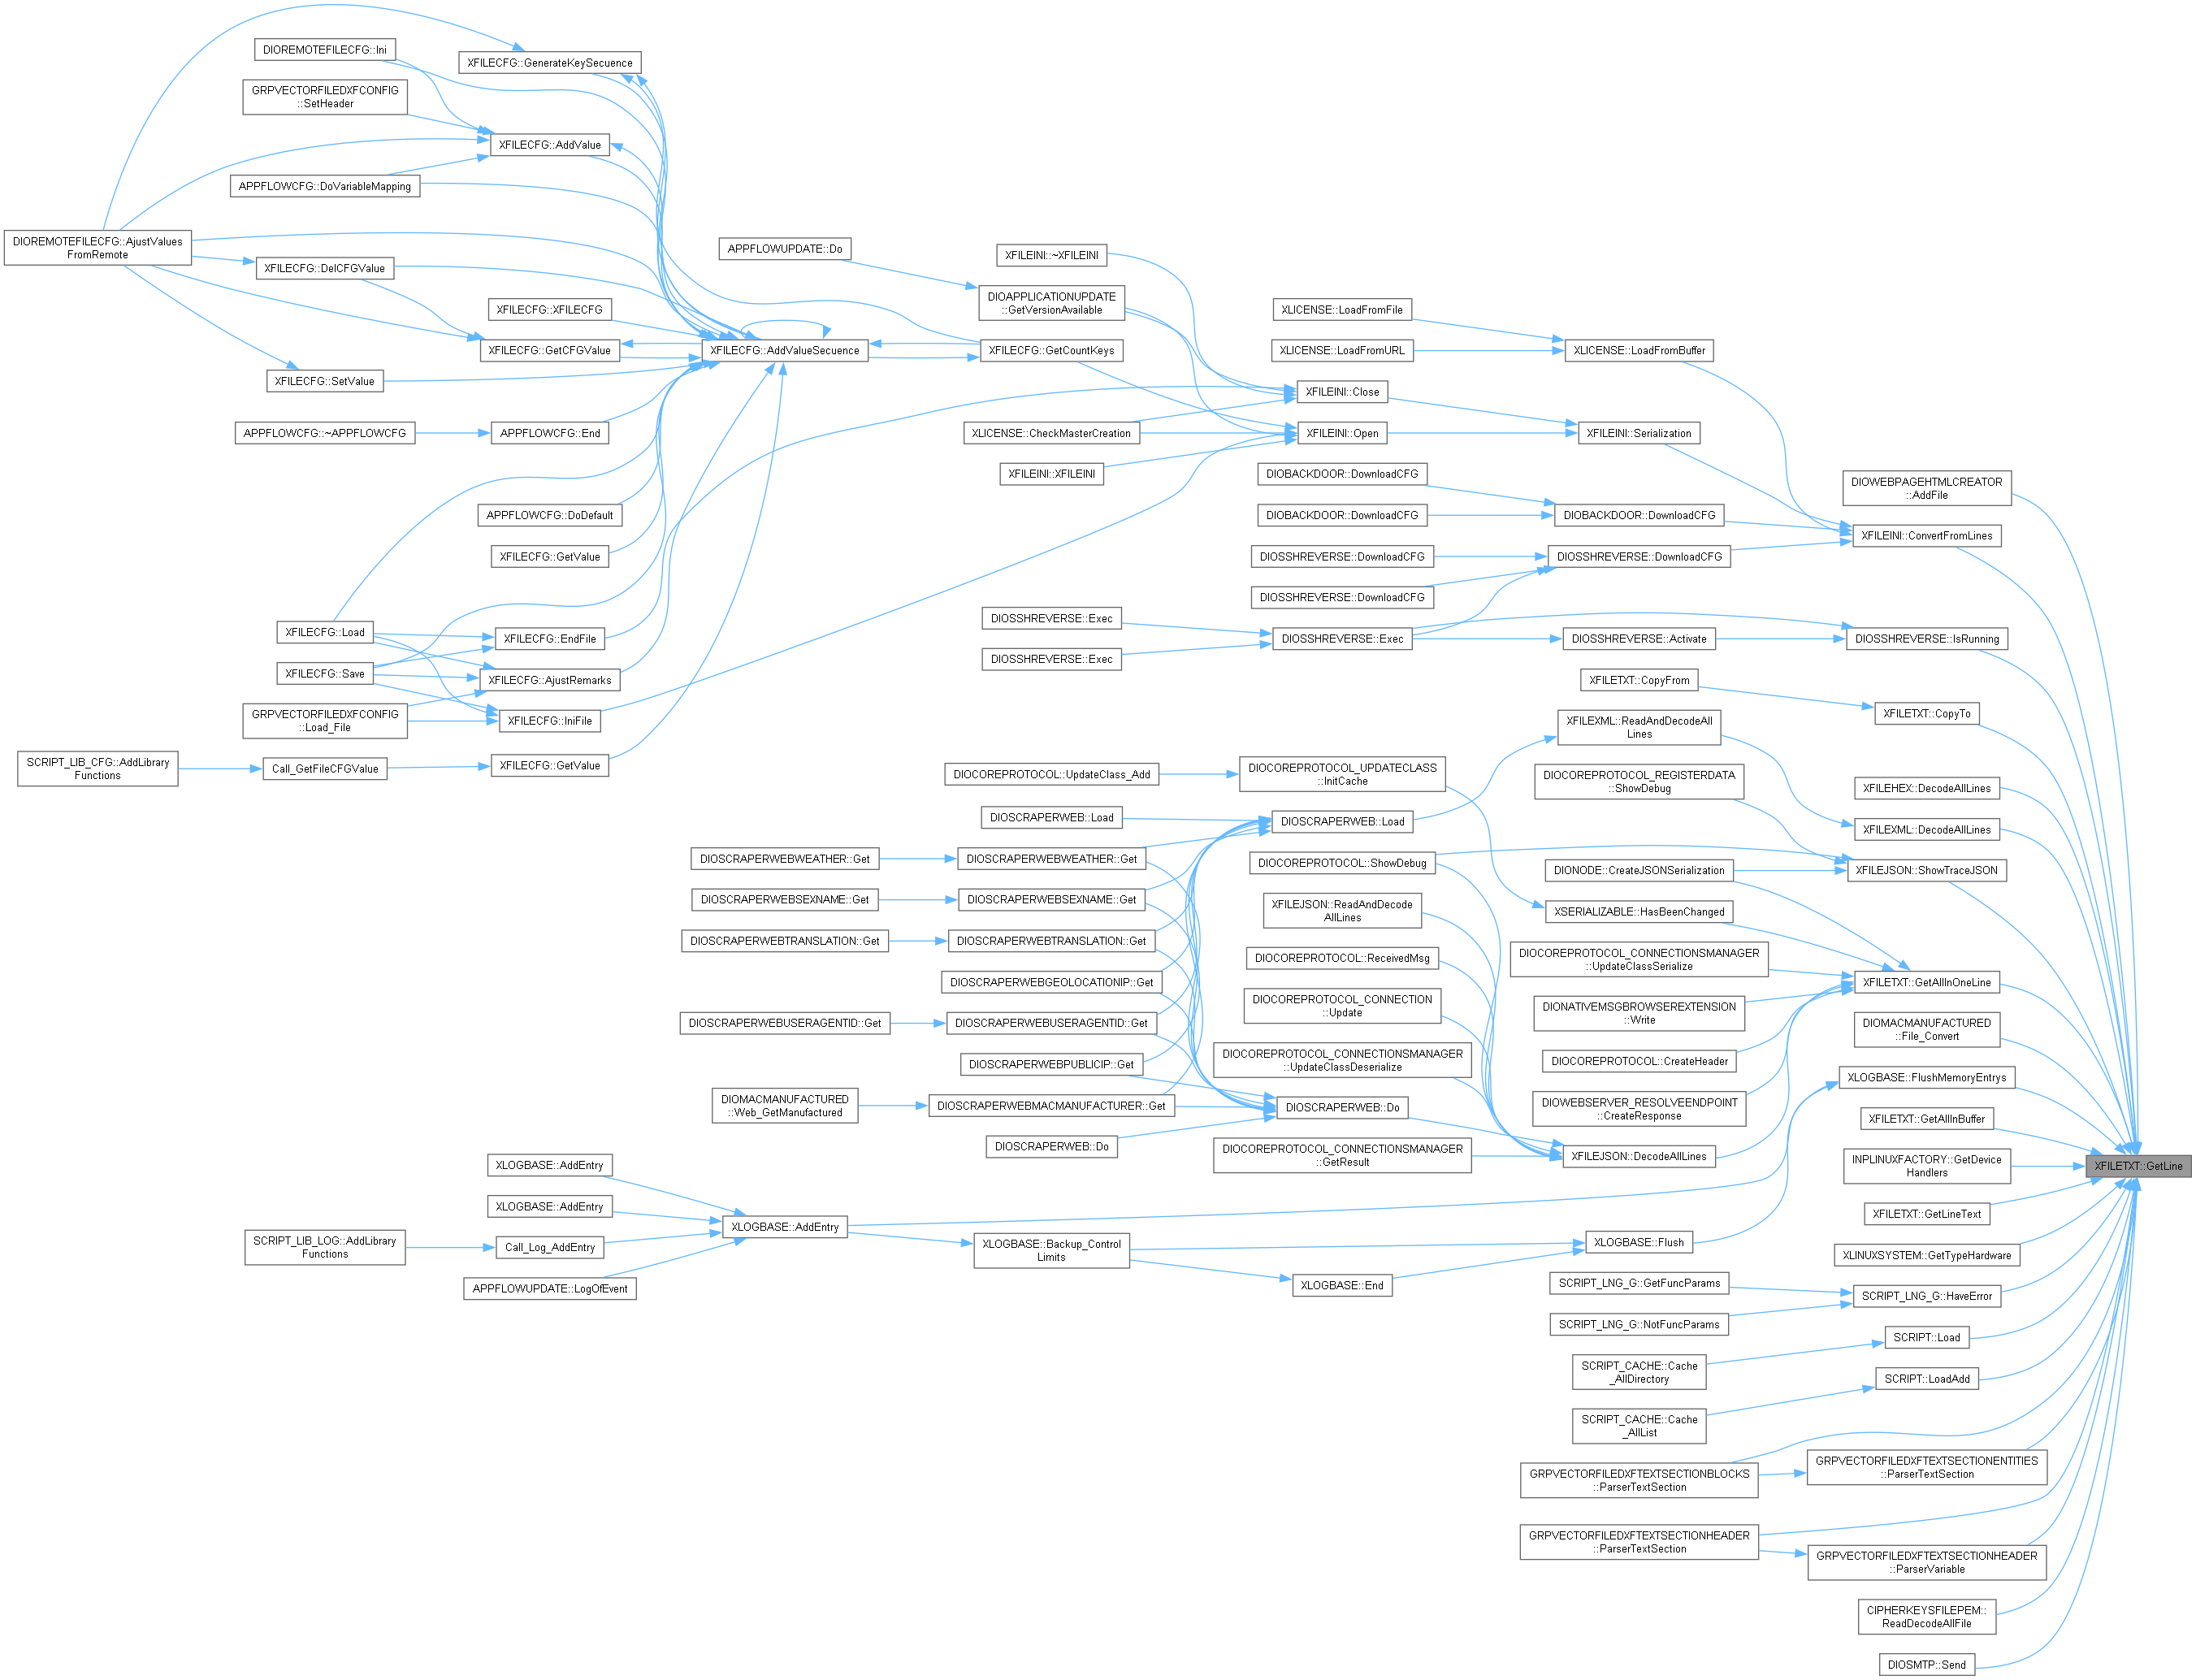 DIOREMOTEFILECFG::Ini
XFILECFG::GenerateKeySecuence
GRPVECTORFILEDXFCONFIG
::SetHeader
XFILECFG::AddValue
APPFLOWCFG::DoVariableMapping
DIOREMOTEFILECFG::AjustValues
FromRemote
XFILECFG::DelCFGValue
XFILECFG::XFILECFG
XFILECFG::GetCFGValue
XFILECFG::AddValueSecuence
XFILECFG::SetValue
APPFLOWCFG::~APPFLOWCFG
APPFLOWCFG::End
APPFLOWCFG::DoDefault
XFILECFG::GetValue
XFILECFG::Load
XFILECFG::EndFile
XFILECFG::Save
XFILECFG::AjustRemarks
GRPVECTORFILEDXFCONFIG
::Load_File
XFILECFG::IniFile
SCRIPT_LIB_CFG::AddLibrary
Functions
Call_GetFileCFGValue
XFILECFG::GetValue
APPFLOWUPDATE::Do
XFILEINI::~XFILEINI
DIOAPPLICATIONUPDATE
::GetVersionAvailable
XFILECFG::GetCountKeys
XLICENSE::LoadFromFile
XLICENSE::LoadFromURL
XLICENSE::LoadFromBuffer
XFILEINI::Close
XLICENSE::CheckMasterCreation
XFILEINI::Open
XFILEINI::Serialization
XFILEINI::XFILEINI
DIOBACKDOOR::DownloadCFG
DIOBACKDOOR::DownloadCFG
DIOBACKDOOR::DownloadCFG
DIOWEBPAGEHTMLCREATOR
::AddFile
XFILEINI::ConvertFromLines
DIOSSHREVERSE::DownloadCFG
DIOSSHREVERSE::DownloadCFG
DIOSSHREVERSE::DownloadCFG
DIOSSHREVERSE::Exec
DIOSSHREVERSE::Exec
DIOSSHREVERSE::Exec
DIOSSHREVERSE::Activate
DIOSSHREVERSE::IsRunning
XFILETXT::CopyFrom
XFILETXT::CopyTo
XFILEXML::ReadAndDecodeAll
Lines
DIOCOREPROTOCOL::UpdateClass_Add
DIOCOREPROTOCOL_UPDATECLASS
::InitCache
DIOCOREPROTOCOL_REGISTERDATA
::ShowDebug
XFILEHEX::DecodeAllLines
DIOSCRAPERWEB::Load
DIOSCRAPERWEB::Load
XFILEXML::DecodeAllLines
DIOSCRAPERWEBWEATHER::Get
DIOSCRAPERWEBWEATHER::Get
DIOCOREPROTOCOL::ShowDebug
DIONODE::CreateJSONSerialization
XFILEJSON::ShowTraceJSON
DIOSCRAPERWEBSEXNAME::Get
DIOSCRAPERWEBSEXNAME::Get
XFILEJSON::ReadAndDecode
AllLines
XSERIALIZABLE::HasBeenChanged
DIOSCRAPERWEBTRANSLATION::Get
DIOSCRAPERWEBTRANSLATION::Get
DIOCOREPROTOCOL::ReceivedMsg
DIOCOREPROTOCOL_CONNECTIONSMANAGER
::UpdateClassSerialize
DIOSCRAPERWEBGEOLOCATIONIP::Get
XFILETXT::GetAllInOneLine
DIOCOREPROTOCOL_CONNECTION
::Update
DIONATIVEMSGBROWSEREXTENSION
::Write
DIOSCRAPERWEBUSERAGENTID::Get
DIOSCRAPERWEBUSERAGENTID::Get
DIOMACMANUFACTURED
::File_Convert
DIOSCRAPERWEBPUBLICIP::Get
DIOCOREPROTOCOL_CONNECTIONSMANAGER
::UpdateClassDeserialize
DIOCOREPROTOCOL::CreateHeader
XLOGBASE::FlushMemoryEntrys
DIOMACMANUFACTURED
::Web_GetManufactured
DIOSCRAPERWEBMACMANUFACTURER::Get
DIOSCRAPERWEB::Do
DIOWEBSERVER_RESOLVEENDPOINT
::CreateResponse
XFILETXT::GetAllInBuffer
DIOSCRAPERWEB::Do
DIOCOREPROTOCOL_CONNECTIONSMANAGER
::GetResult
XFILEJSON::DecodeAllLines
INPLINUXFACTORY::GetDevice
Handlers
XFILETXT::GetLine
XLOGBASE::AddEntry
XLOGBASE::AddEntry
XFILETXT::GetLineText
XLOGBASE::AddEntry
SCRIPT_LIB_LOG::AddLibrary
Functions
Call_Log_AddEntry
XLOGBASE::Backup_Control
Limits
XLOGBASE::Flush
XLINUXSYSTEM::GetTypeHardware
APPFLOWUPDATE::LogOfEvent
XLOGBASE::End
SCRIPT_LNG_G::GetFuncParams
SCRIPT_LNG_G::HaveError
SCRIPT_LNG_G::NotFuncParams
SCRIPT::Load
SCRIPT_CACHE::Cache
_AllDirectory
SCRIPT::LoadAdd
SCRIPT_CACHE::Cache
_AllList
GRPVECTORFILEDXFTEXTSECTIONENTITIES
::ParserTextSection
GRPVECTORFILEDXFTEXTSECTIONBLOCKS
::ParserTextSection
GRPVECTORFILEDXFTEXTSECTIONHEADER
::ParserTextSection
GRPVECTORFILEDXFTEXTSECTIONHEADER
::ParserVariable
CIPHERKEYSFILEPEM::
ReadDecodeAllFile
DIOSMTP::Send